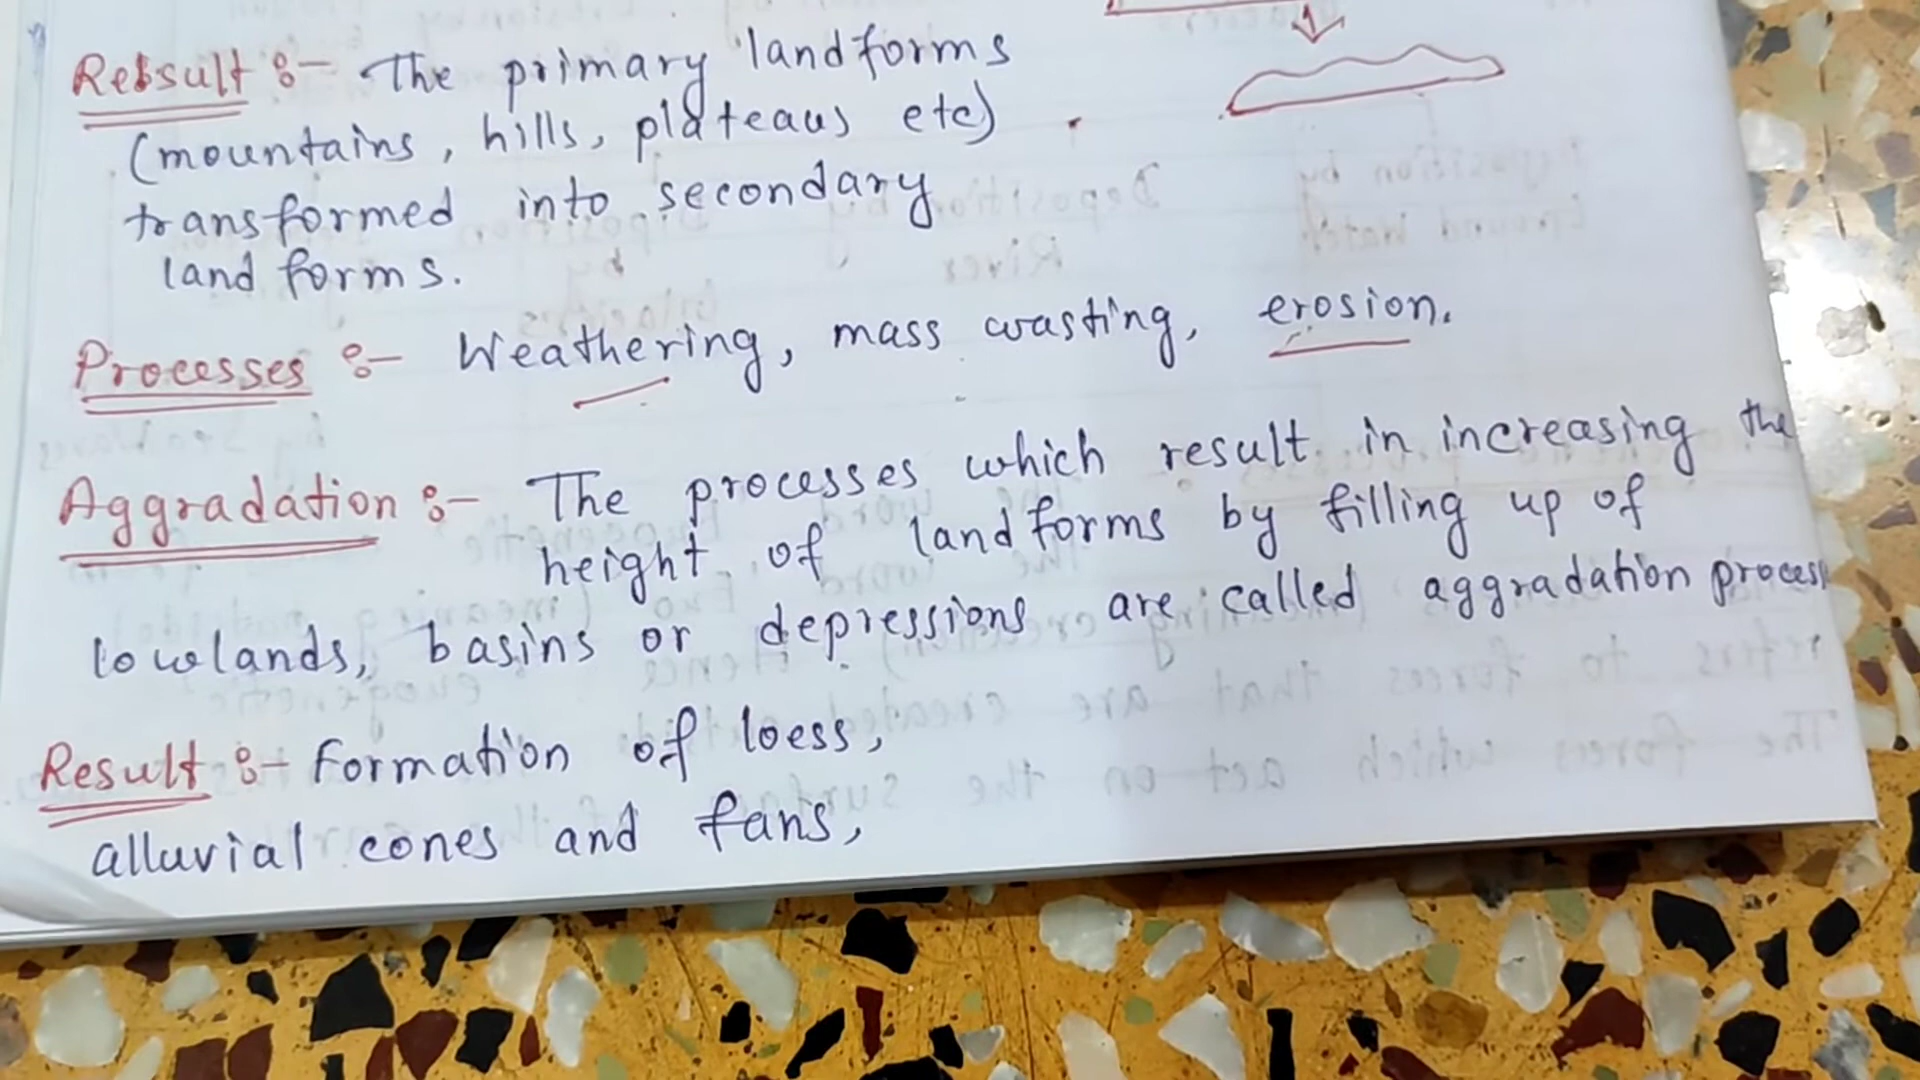 Result :- The primary landforms
(mountains, hills, plateaus etc)
transformed into secondary
land forms.
Processes :- Weathering, mass wasting, erosion.
Aggradation :- The processes which result in increasing the
height of landforms by filling up of
lowlands, basins or depressions are called aggradation process
Result :- Formation of loess,
alluvial cones and fans,